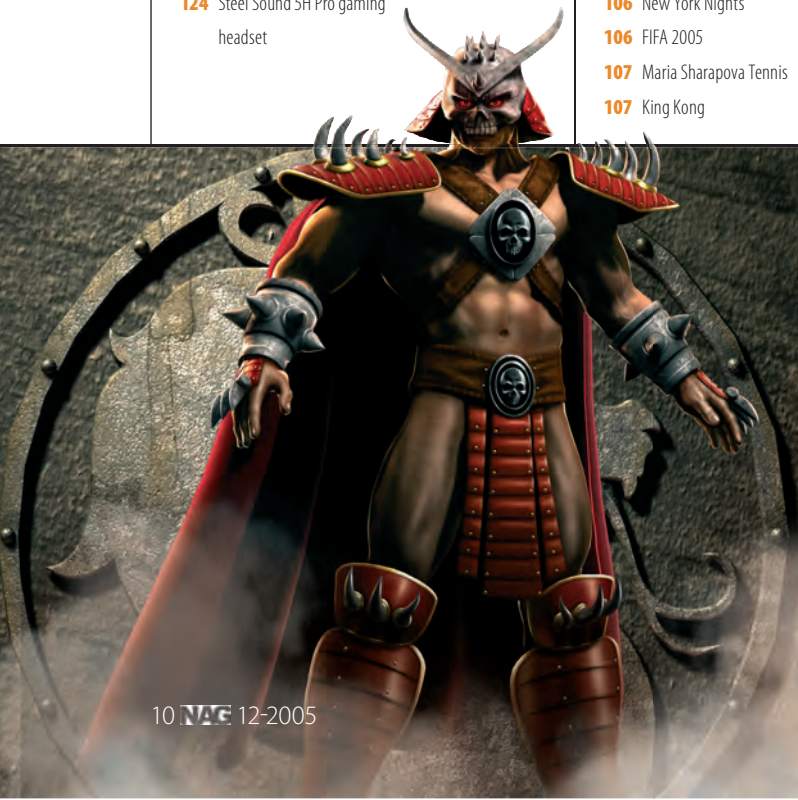 124 Steel Sound 5H Pro gaming
headset
106 New York Nights
106 FIFA 2005
107 Maria Sharapova Tennis
107 King Kong
10 NAG 12-2005